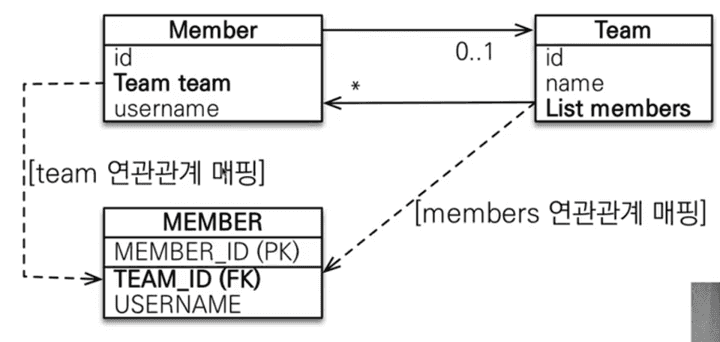 Member
id
Team team
username
0..1
*
Team
id
name
List members
[team 연관관계 매핑]
[members 연관관계 매핑]
MEMBER
MEMBER_ID (PK)
TEAM_ID (FK)
USERNAME